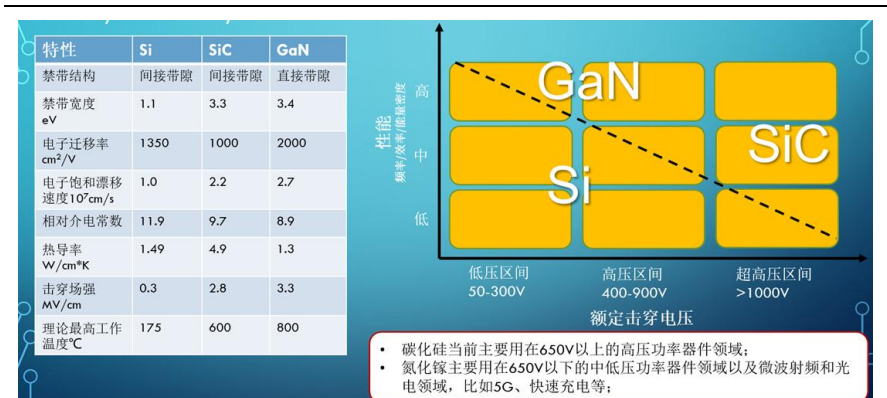 特性 Si SiC GaN
禁带结构 间接带隙 间接带隙 直接带隙
禁带宽度 1.1 3.3 3.4
eV
电子迁移率 1350 1000 2000
cm²/V
电子饱和漂移 1.0 2.2 2.7
速度10⁷cm/s
相对介电常数 11.9 9.7 8.9
热导率 1.49 4.9 1.3
W/cm*K
击穿场强 0.3 2.8 3.3
MV/cm
理论最高工作 175 600 800
温度℃
性能
频率/效率/能量密度
高
中
低
GaN
SiC
Si
低压区间 高压区间 超高压区间
50-300V 400-900V >1000V
额定击穿电压
• 碳化硅当前主要用在650V以上的高压功率器件领域；
• 氮化镓主要用在650V以下的中低压功率器件领域以及微波射频和光
电领域，比如5G、快速充电等；